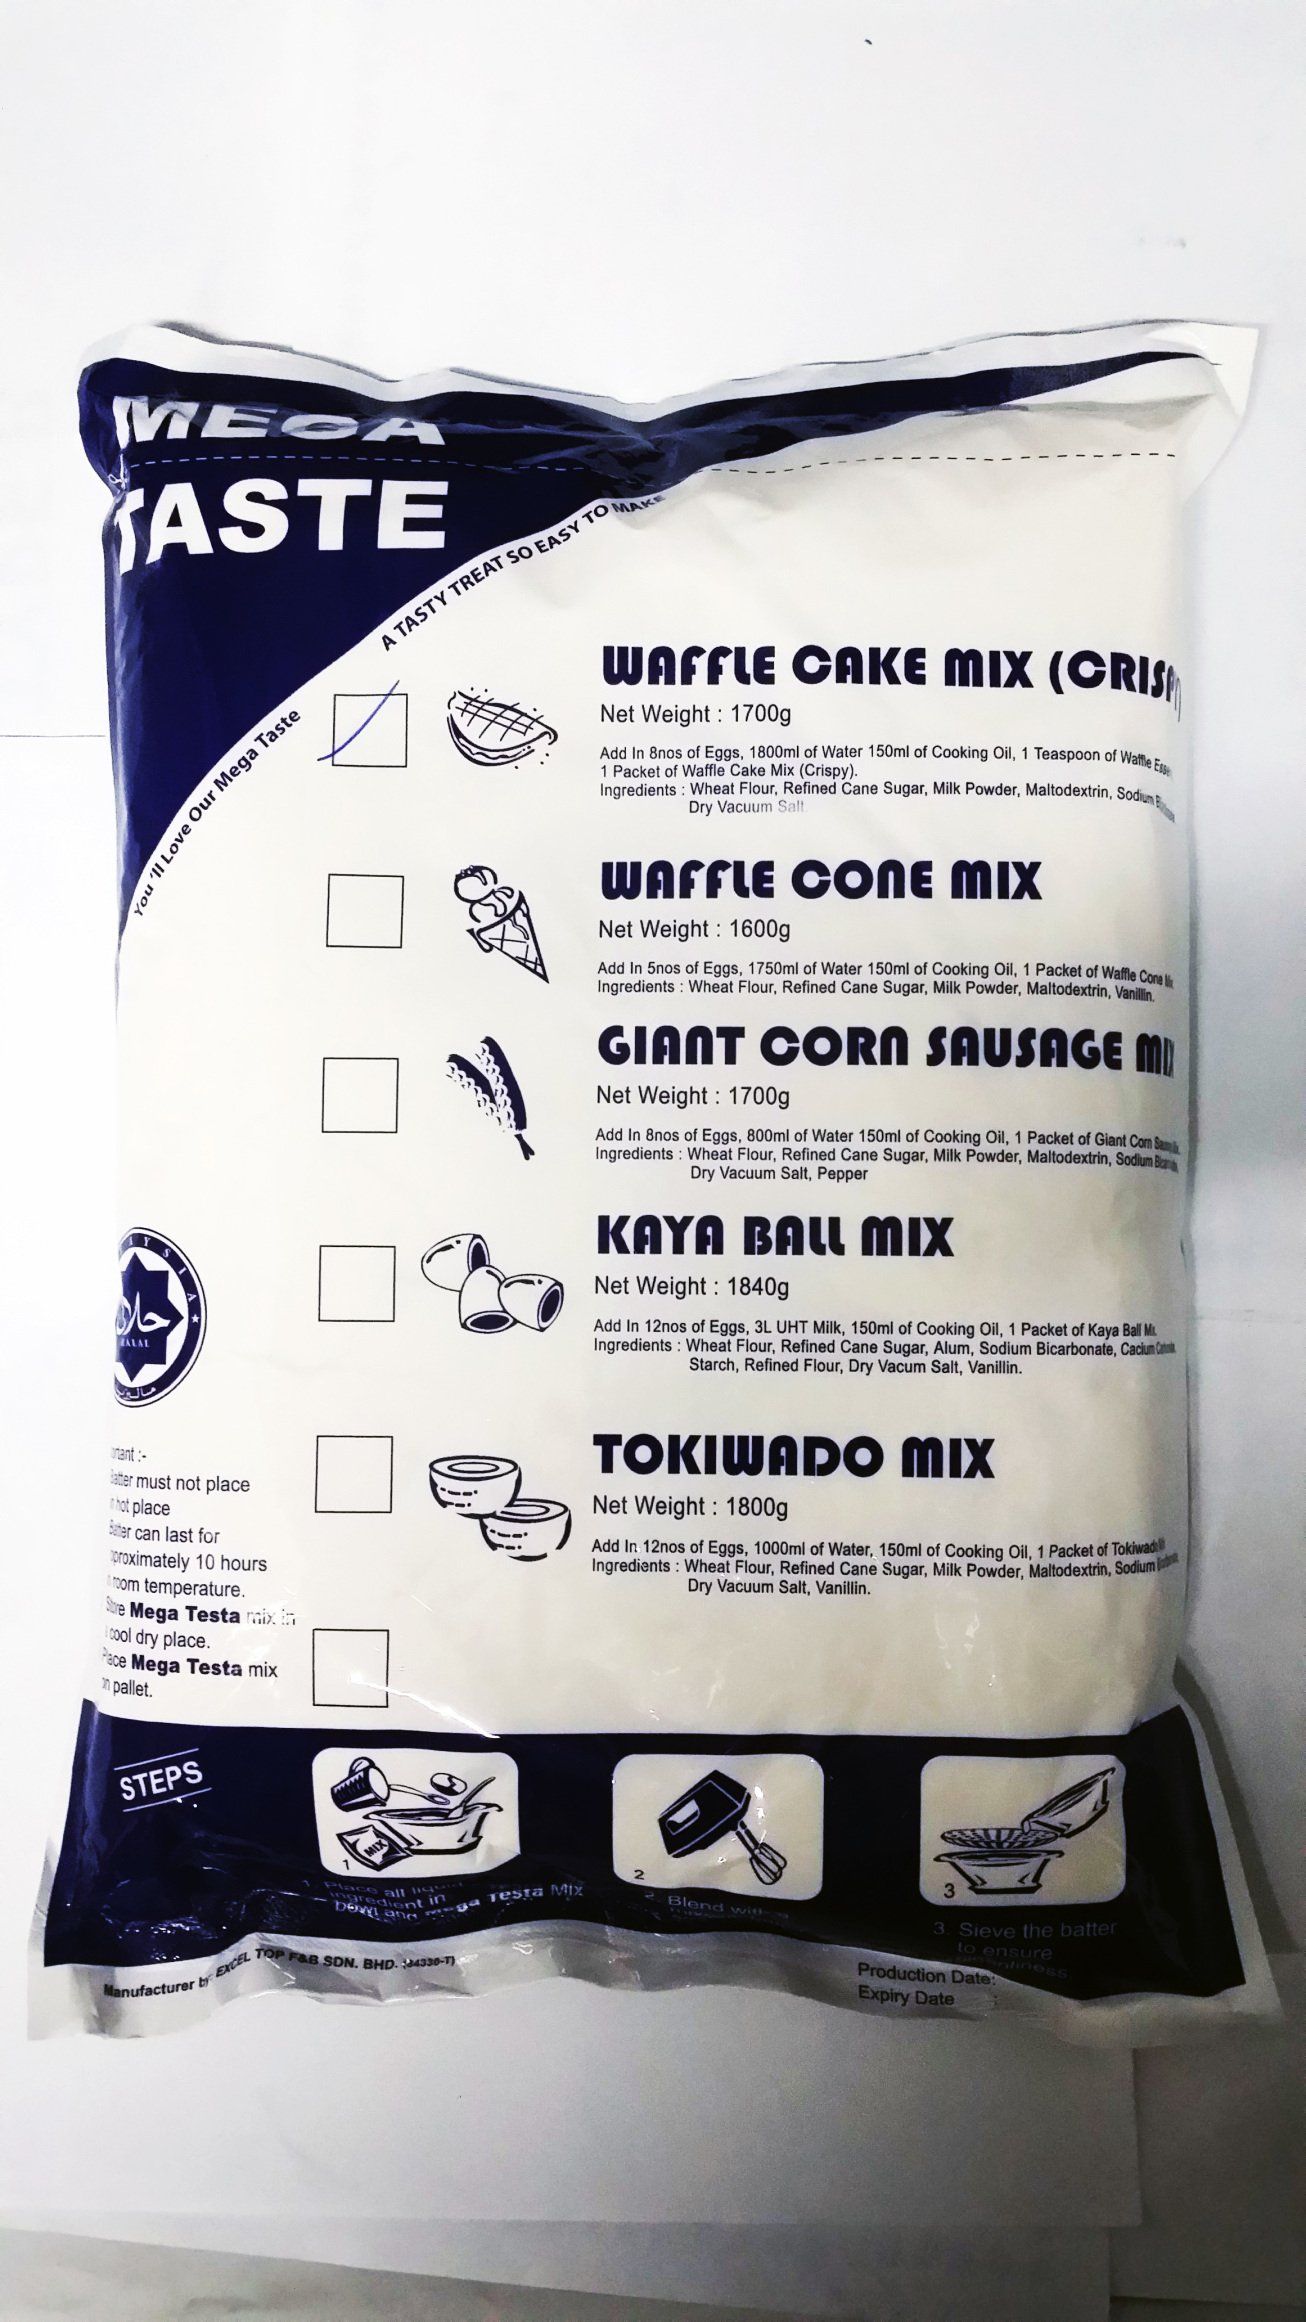 MEGA
TASTE
A TASTY TREAT SO EASY TO MAKE
You 'll Love Our Mega Taste
WAFFLE CAKE MIX
Net Weight : 1700g
Add In 8nos of Eggs, 1800ml of Water 150ml of Cooking Oil, 1 Teaspoon of Waffle
1 Packet of Waffle Cake Mix (Crispy).
Ingredients : Wheat Flour, Refined Cane Sugar, Milk Powder, Maltodextrin, Sodium
Dry Vacuum Salt
WAFFLE CONE MIX
Net Weight : 1600g
Add In 5nos of Eggs, 1750ml of Water 150ml of Cooking Oil, 1 Packet of Waffle Cone Mix
Ingredients : Wheat Flour, Refined Cane Sugar, Milk Powder, Maltodextrin, Vanillin.
GIANT CORN SAUSAGE MIX
Net Weight : 1700g
Add In 8nos of Eggs, 800ml of Water 150ml of Cooking Oil, 1 Packet of Giant Corn
Ingredients : Wheat Flour, Refined Cane Sugar, Milk Powder, Maltodextrin, Sodium
Dry Vacuum Salt, Pepper
KAYA BALL MIX
Net Weight : 1840g
Add In 12nos of Eggs, 3L UHT Milk, 150ml of Cooking Oil, 1 Packet of Kaya Ball Mix.
Ingredients : Wheat Flour, Refined Cane Sugar, Alum, Sodium Bicarbonate, Cacium
Starch, Refined Flour, Dry Vacum Salt, Vanillin.
TOKIWADO MIX
Net Weight : 1800g
Add In 12nos of Eggs, 1000ml of Water, 150ml of Cooking Oil, 1 Packet of Tokiwado
Ingredients : Wheat Flour, Refined Cane Sugar, Milk Powder, Maltodextrin, Sodium
Dry Vacuum Salt, Vanillin.
حلال
HALAL
:-
Batter must not place
hot place
Batter can last for
10 hours
room temperature.
Store Mega Testa mix in
cool dry place.
Place Mega Testa mix
on pallet.
STEPS
MIX
1
2
3
1. Place all
ingredient in
bowl and Mega Testa Mix
2. Blend
3. Sieve the batter
to ensure
Manufacturer by: EXCEL TOP F&B SDN. BHD.
Production Date:
Expiry Date :